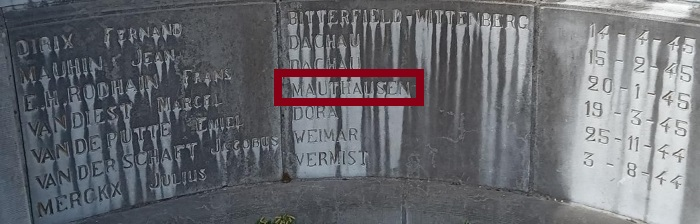 DIRIX FERNAND
MAUHIN JEAN
E.H. RODHAIN FRANS
VAN DIEST MARCEL
VAN DE PUTTE EMIEL
VAN DER SCHAFT JACOBUS
MERCKX JULIUS
BITTERFIELD-WITTENBERG
DACHAU
DACHAU
MAUTHAUSEN
DORA
WEIMAR
VERMIST
14-4-45
15-2-45
20-1-45
19-3-45
25-11-44
3-8-44